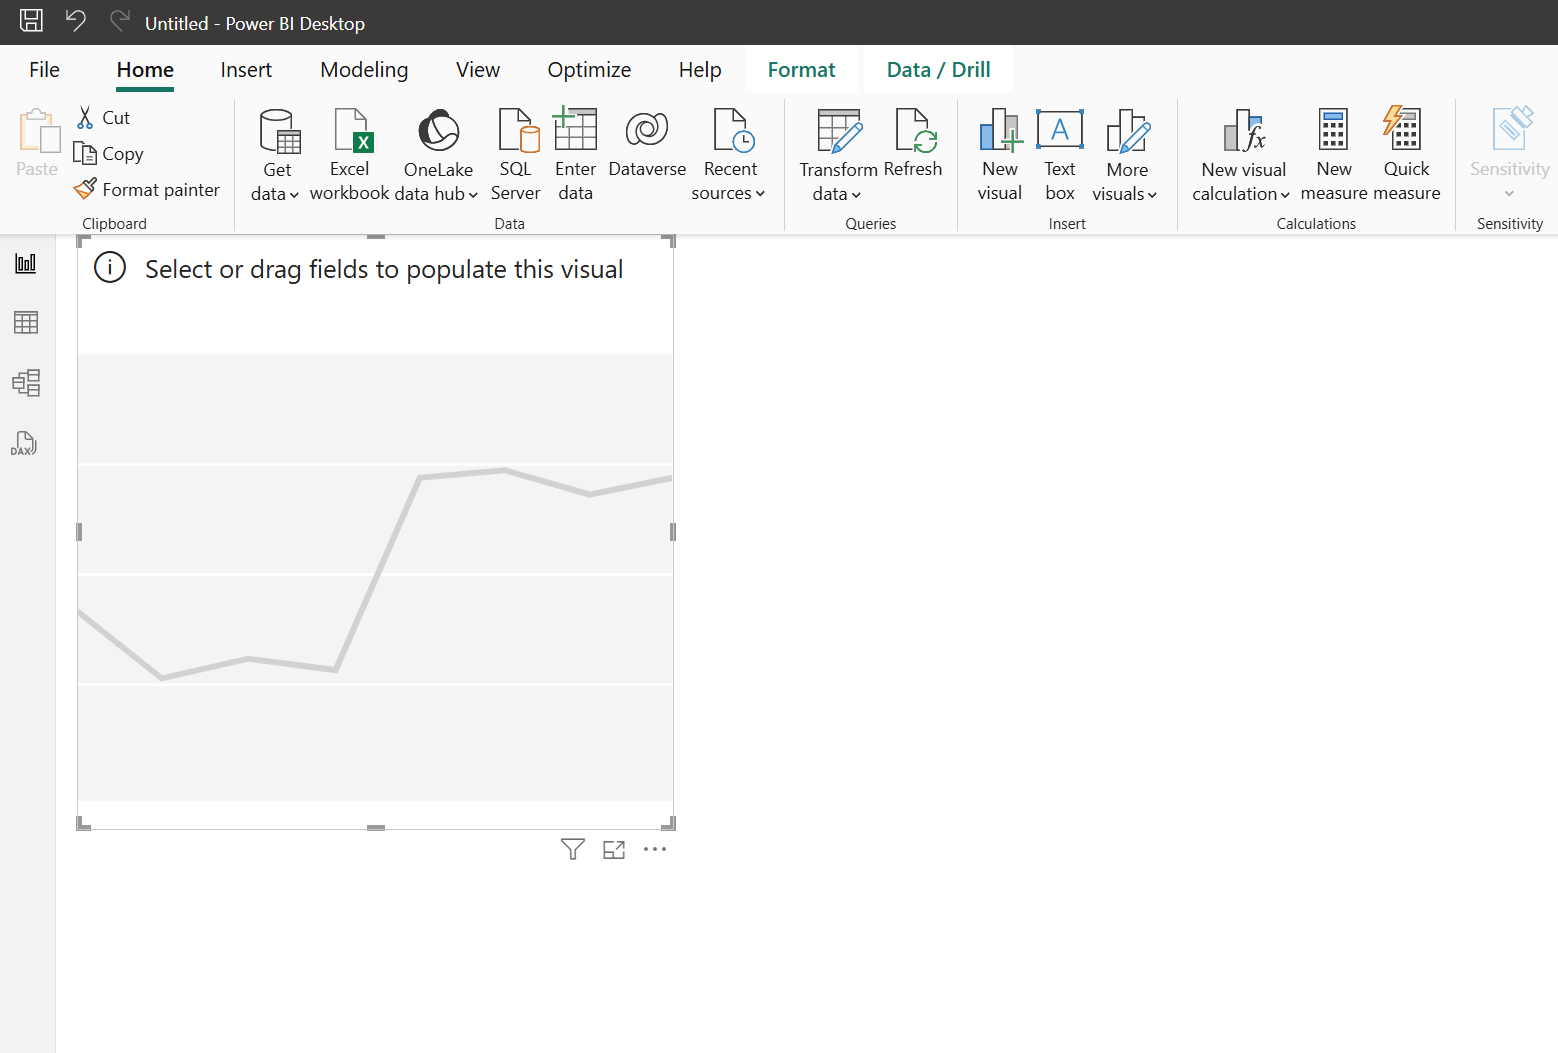 Untitled - Power BI Desktop
File Home Insert Modeling View Optimize Help Format Data / Drill
Paste
Cut
Copy
Format painter
Clipboard
Get
data
Excel
workbook
OneLake
data hub
SQL
Server
Enter
data
Dataverse
Recent
sources
Data
Transform
data
Refresh
Queries
New
visual
Text
box
More
visuals
Insert
New visual
calculation
New
measure
Quick
measure
Calculations
Sensitivity
Sensitivity
Select or drag fields to populate this visual
DAX